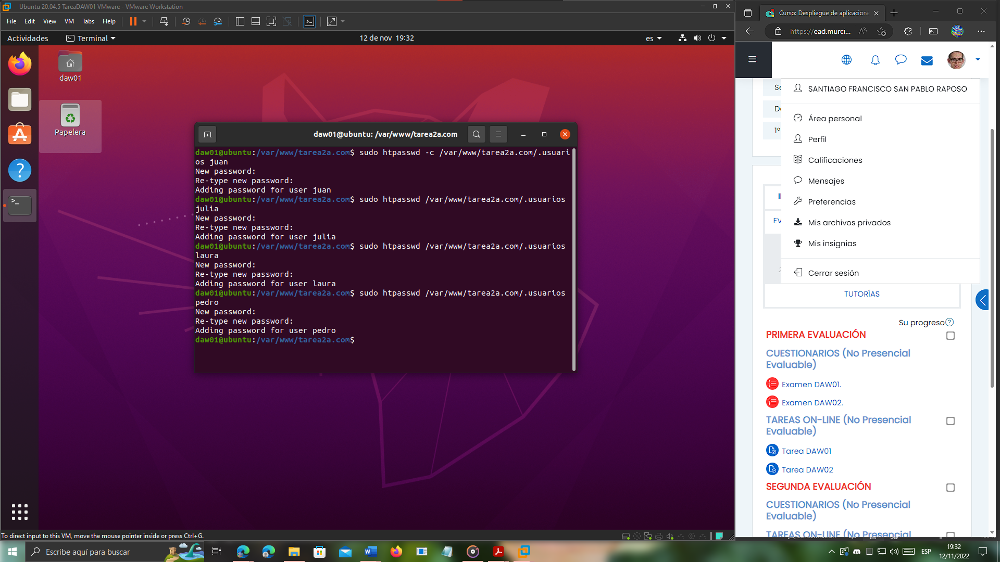 Ubuntu 20.04.5 TareaDAW01 VMware - VMware Workstation
File Edit View VM Tabs Help
Actividades
Terminal
12 de nov 19:32
es
daw01
Papelera
daw01@ubuntu: /var/www/tarea2a.com
daw01@ubuntu:/var/www/tarea2a.com$ sudo htpasswd -c /var/www/tarea2a.com/.usuari
os juan
New password:
Re-type new password:
Adding password for user juan
daw01@ubuntu:/var/www/tarea2a.com$ sudo htpasswd /var/www/tarea2a.com/.usuarios
julia
New password:
Re-type new password:
Adding password for user julia
daw01@ubuntu:/var/www/tarea2a.com$ sudo htpasswd /var/www/tarea2a.com/.usuarios
laura
New password:
Re-type new password:
Adding password for user laura
daw01@ubuntu:/var/www/tarea2a.com$ sudo htpasswd /var/www/tarea2a.com/.usuarios
pedro
New password:
Re-type new password:
Adding password for user pedro
daw01@ubuntu:/var/www/tarea2a.com$
To direct input to this VM, move the mouse pointer inside or press Ctrl+G.
Curso: Despliegue de aplicacione
https://ead.murci...
SANTIAGO FRANCISCO SAN PABLO RAPOSO
Área personal
Perfil
Calificaciones
Mensajes
Preferencias
Mis archivos privados
Mis insignias
Cerrar sesión
1ª
EV
TUTORÍAS
Su progreso
PRIMERA EVALUACIÓN
CUESTIONARIOS (No Presencial
Evaluable)
Examen DAW01.
Examen DAW02.
TAREAS ON-LINE (No Presencial
Evaluable)
Tarea DAW01
Tarea DAW02
SEGUNDA EVALUACIÓN
CUESTIONARIOS (No Presencial
Evaluable)
TAREAS ON-LINE (No Presencial
Escribe aquí para buscar
ESP
19:32
12/11/2022